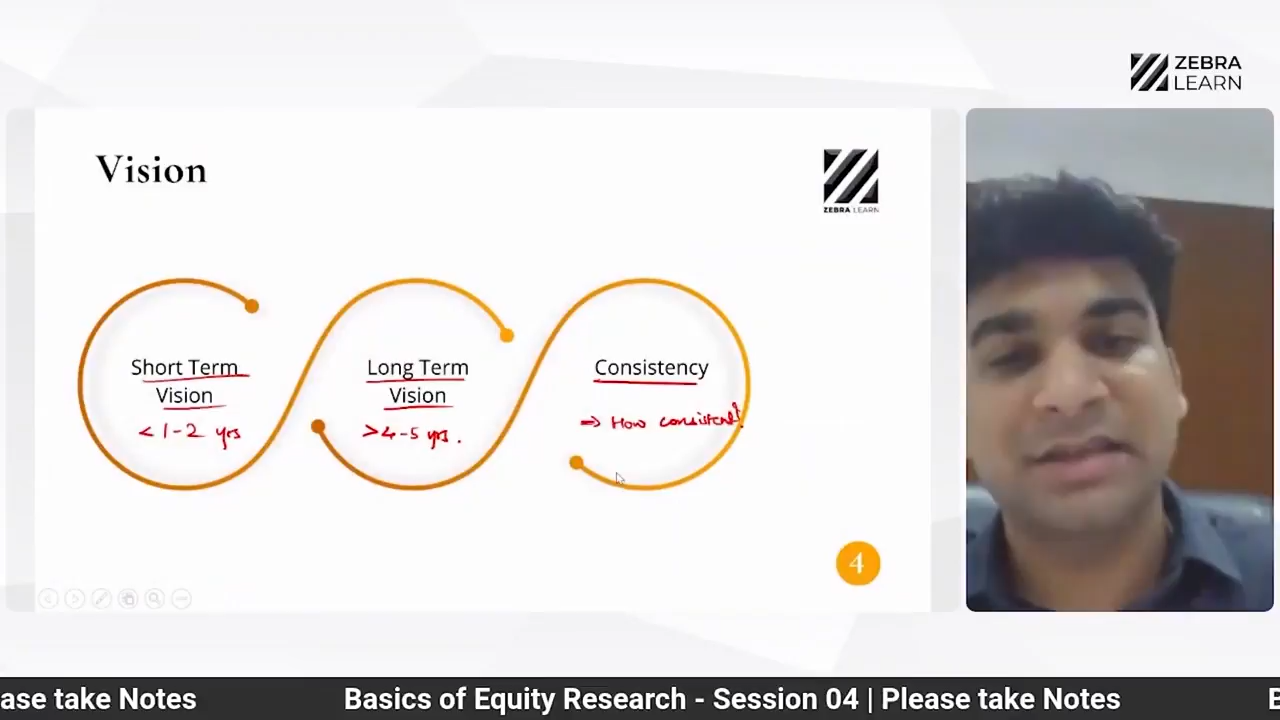 ZEBRA
LEARN
Vision
ZEBRA LEARN
Short Term
Vision
< 1-2 yrs
Long Term
Vision
>4-5 yrs.
Consistency
⇒ How consistent?
4
ase take Notes
Basics of Equity Research - Session 04 | Please take Notes
B